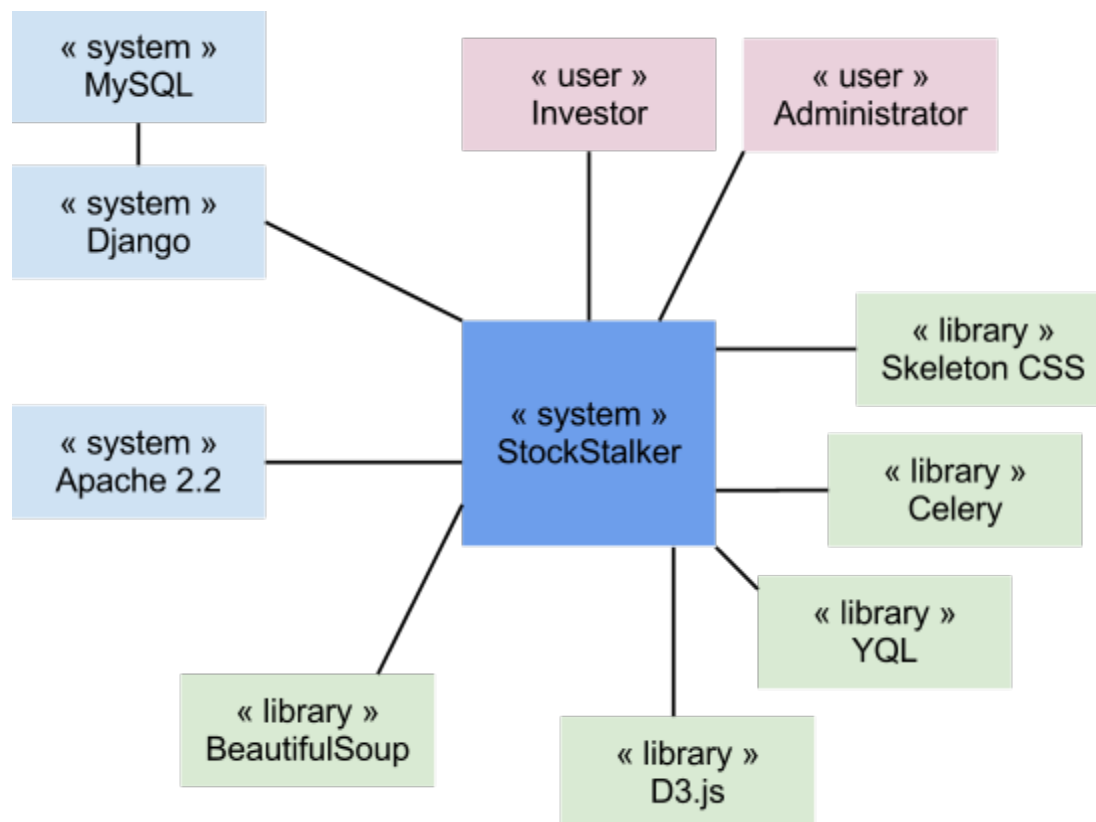 « system »
MySQL
« user »
Investor
« user »
Administrator
« system »
Django
« library »
Skeleton CSS
« system »
StockStalker
« system »
Apache 2.2
« library »
Celery
« library »
YQL
« library »
BeautifulSoup
« library »
D3.js